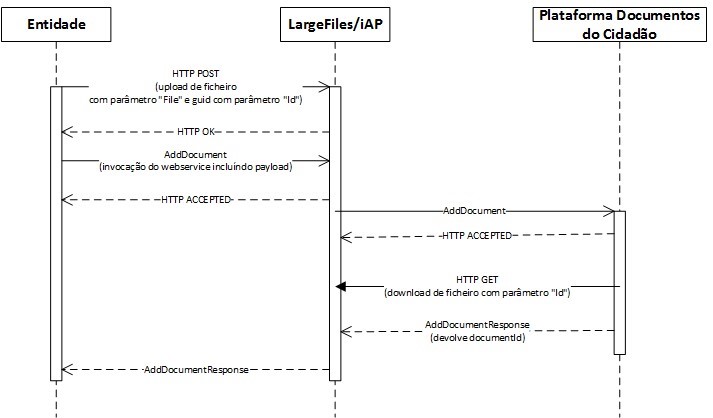 Entidade
LargeFiles/iAP
Plataforma Documentos
do Cidadão
HTTP POST
(upload de ficheiro
com parâmetro "File" e guid com parâmetro "Id")
HTTP OK
AddDocument
(invocação do webservice incluíndo payload)
HTTP ACCEPTED
AddDocument
HTTP ACCEPTED
HTTP GET
(download de ficheiro com parâmetro "Id")
AddDocumentResponse
(devolve documentId)
AddDocumentResponse